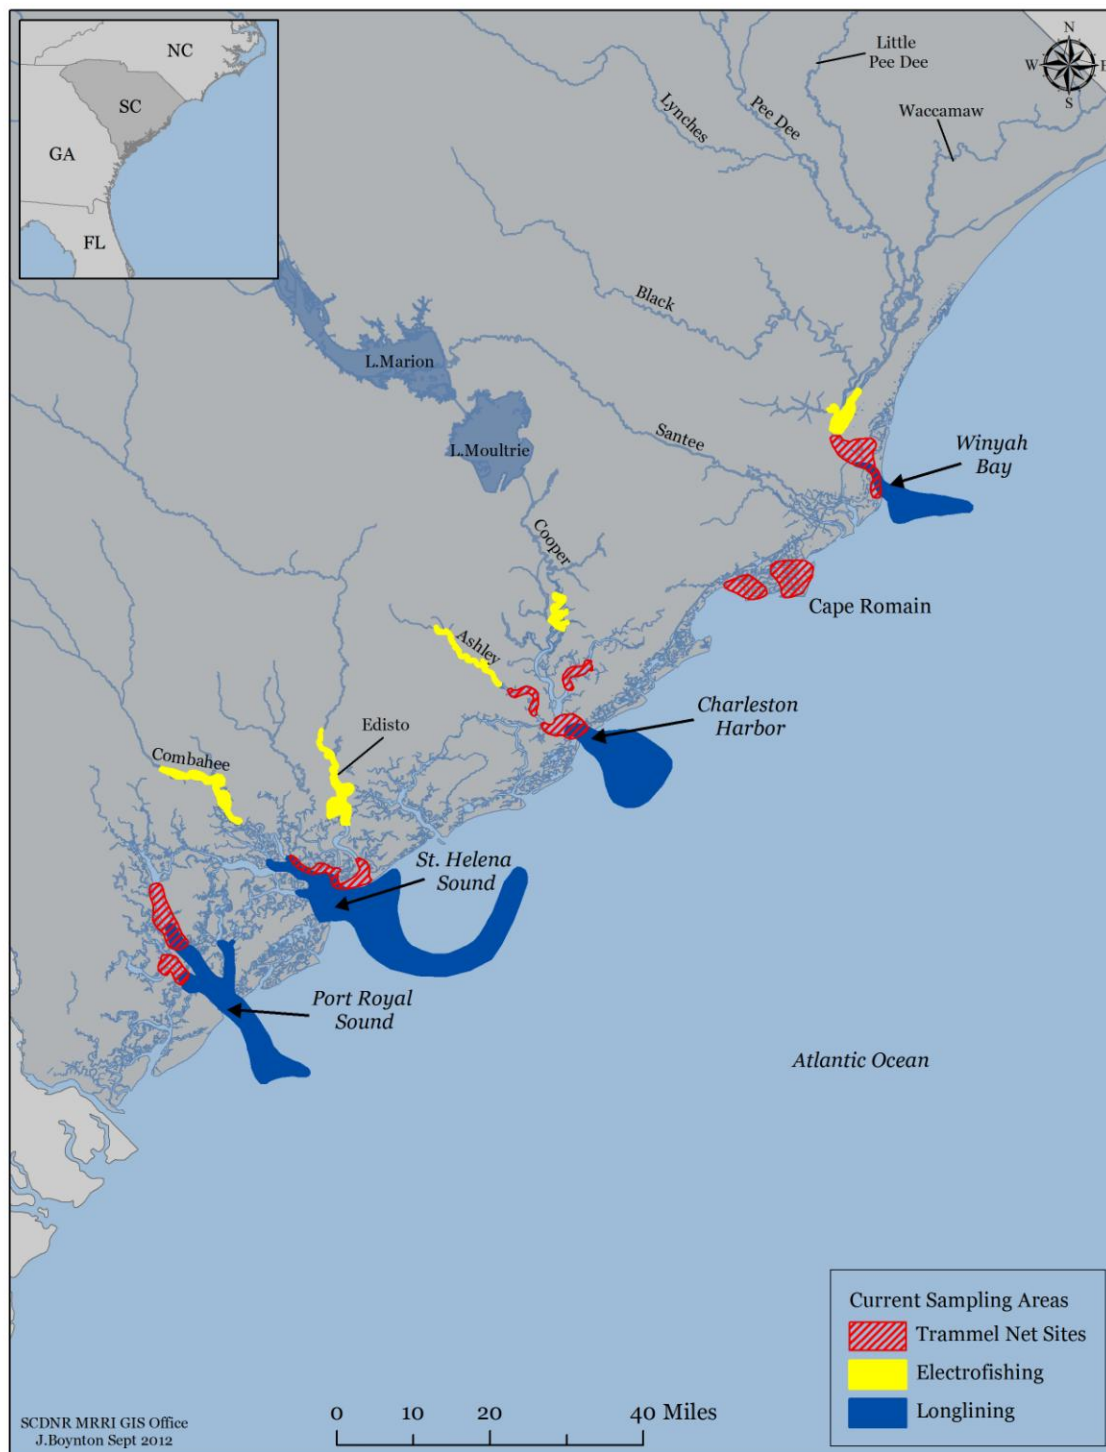 NC
SC
GA
FL
N
W
E
S
Little
Pee Dee
Waccamaw
Lynches
Pee Dee
Black
L.Marion
L.Moultrie
Santee
Winyah
Bay
Cooper
Cape Romain
Ashley
Charleston
Harbor
Edisto
Combahee
St. Helena
Sound
Port Royal
Sound
Atlantic Ocean
Current Sampling Areas
Trammel Net Sites
Electrofishing
Longlining
0 10 20 40 Miles
SCDNR MRRI GIS Office
J.Boynton Sept 2012